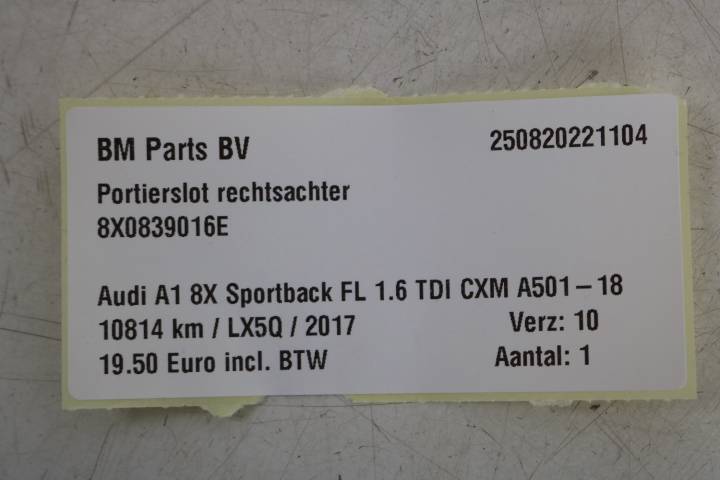 BM Parts BV 250820221104
Portierslot rechtsachter
8X0839016E
Audi A1 8X Sportback FL 1.6 TDI CXM A501-18
10814 km / LX5Q / 2017 Verz: 10
19.50 Euro incl. BTW Aantal: 1